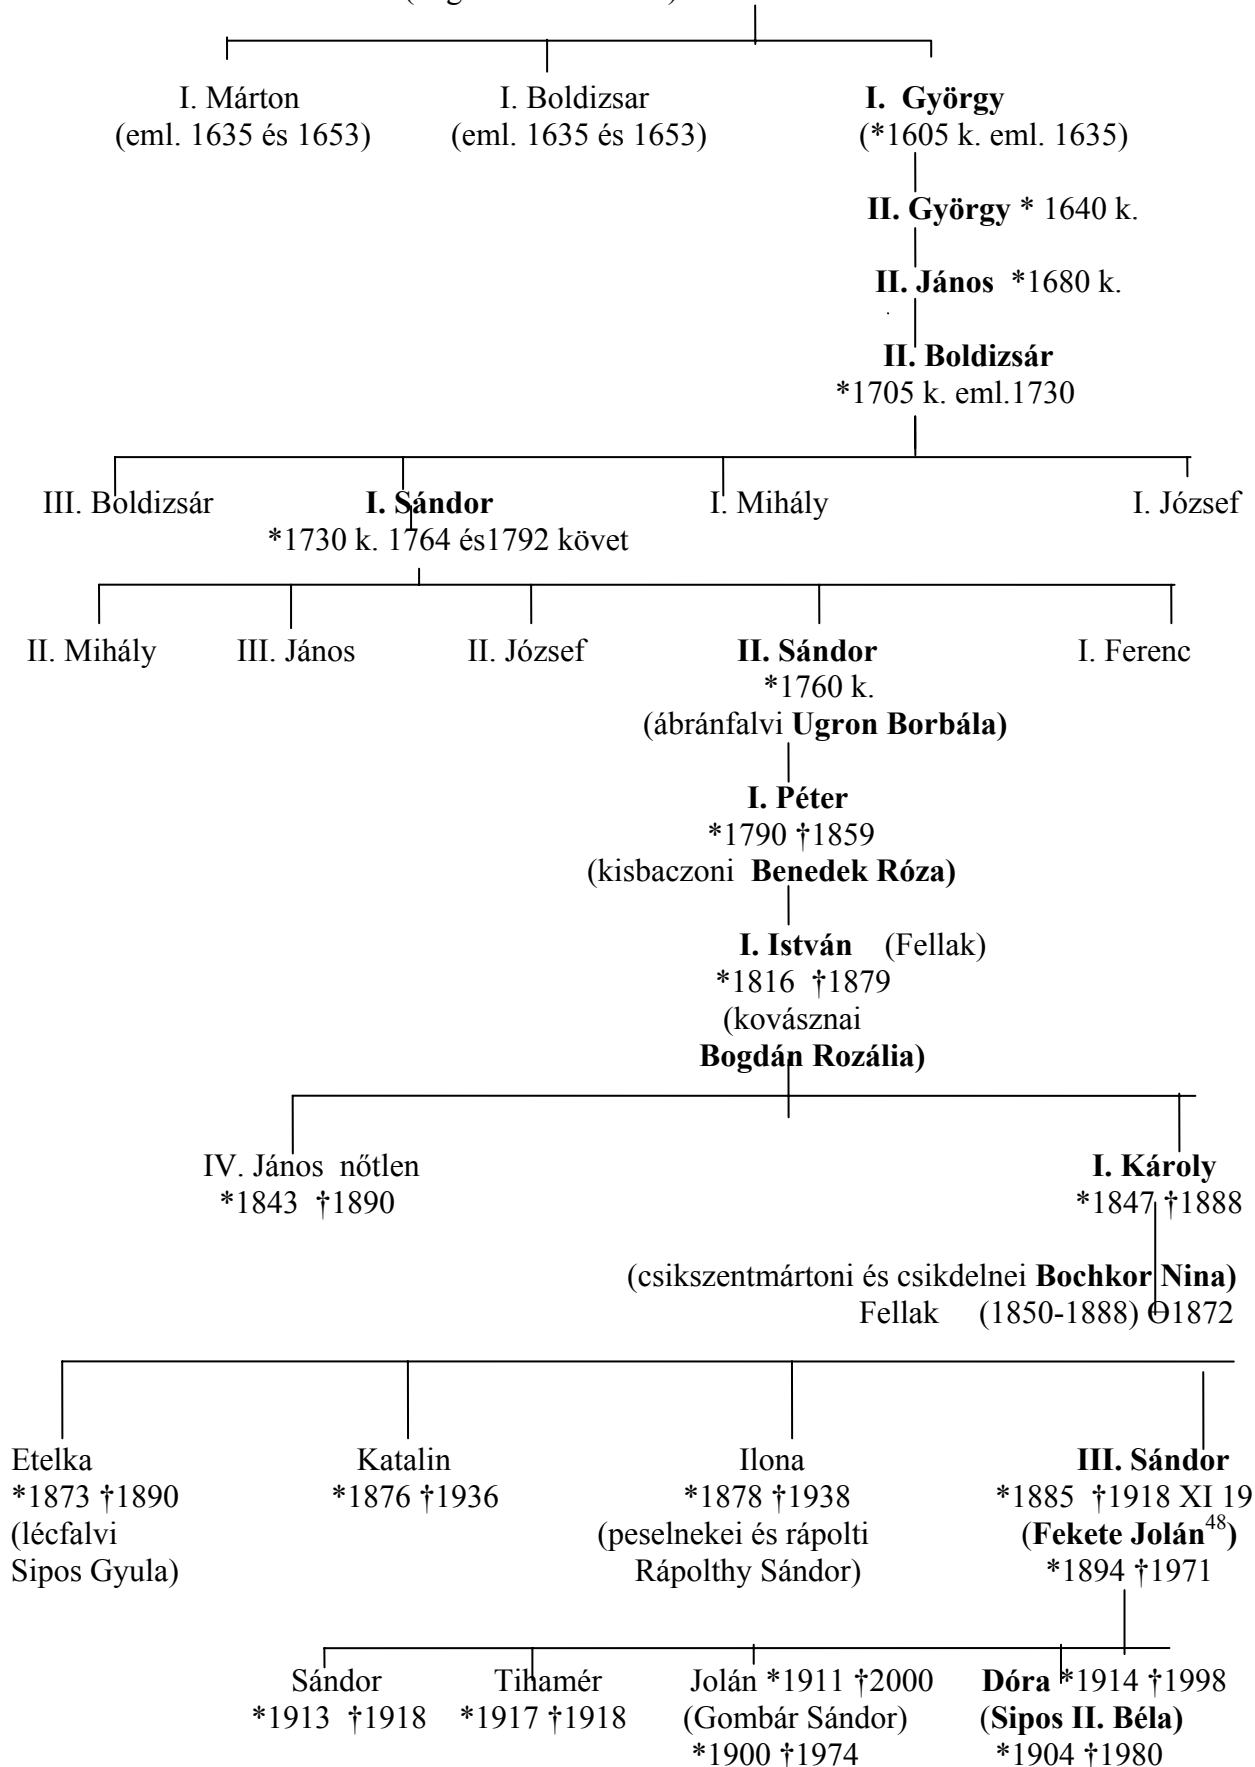 I. Márton I. Boldizsar I. György
(eml. 1635 és 1653) (eml. 1635 és 1653) (*1605 k. eml. 1635)
II. György * 1640 k.
II. János *1680 k.
II. Boldizsár
*1705 k. eml.1730
III. Boldizsár I. Sándor I. Mihály I. József
*1730 k. 1764 és1792 követ
II. Mihály III. János II. József II. Sándor I. Ferenc
*1760 k.
(ábránfalvi Ugron Borbála)
I. Péter
*1790 †1859
(kisbaczoni Benedek Róza)
I. István (Fellak)
*1816 †1879
(kovásznai
Bogdán Rozália)
IV. János nőtlen I. Károly
*1843 †1890 *1847 †1888
(csikszentmártoni és csikdelnei Bochkor Nina)
Fellak (1850-1888) O1872
Etelka Katalin Ilona III. Sándor
*1873 †1890 *1876 †1936 *1878 †1938 *1885 †1918 XI 19
(lécfalvi (peselnekei és rápolti (Fekete Jolán48)
Sipos Gyula) Rápolthy Sándor) *1894 †1971
Sándor Tihamér Jolán *1911 †2000 Dóra *1914 †1998
*1913 †1918 *1917 †1918 (Gombár Sándor) (Sipos II. Béla)
*1900 †1974 *1904 †1980